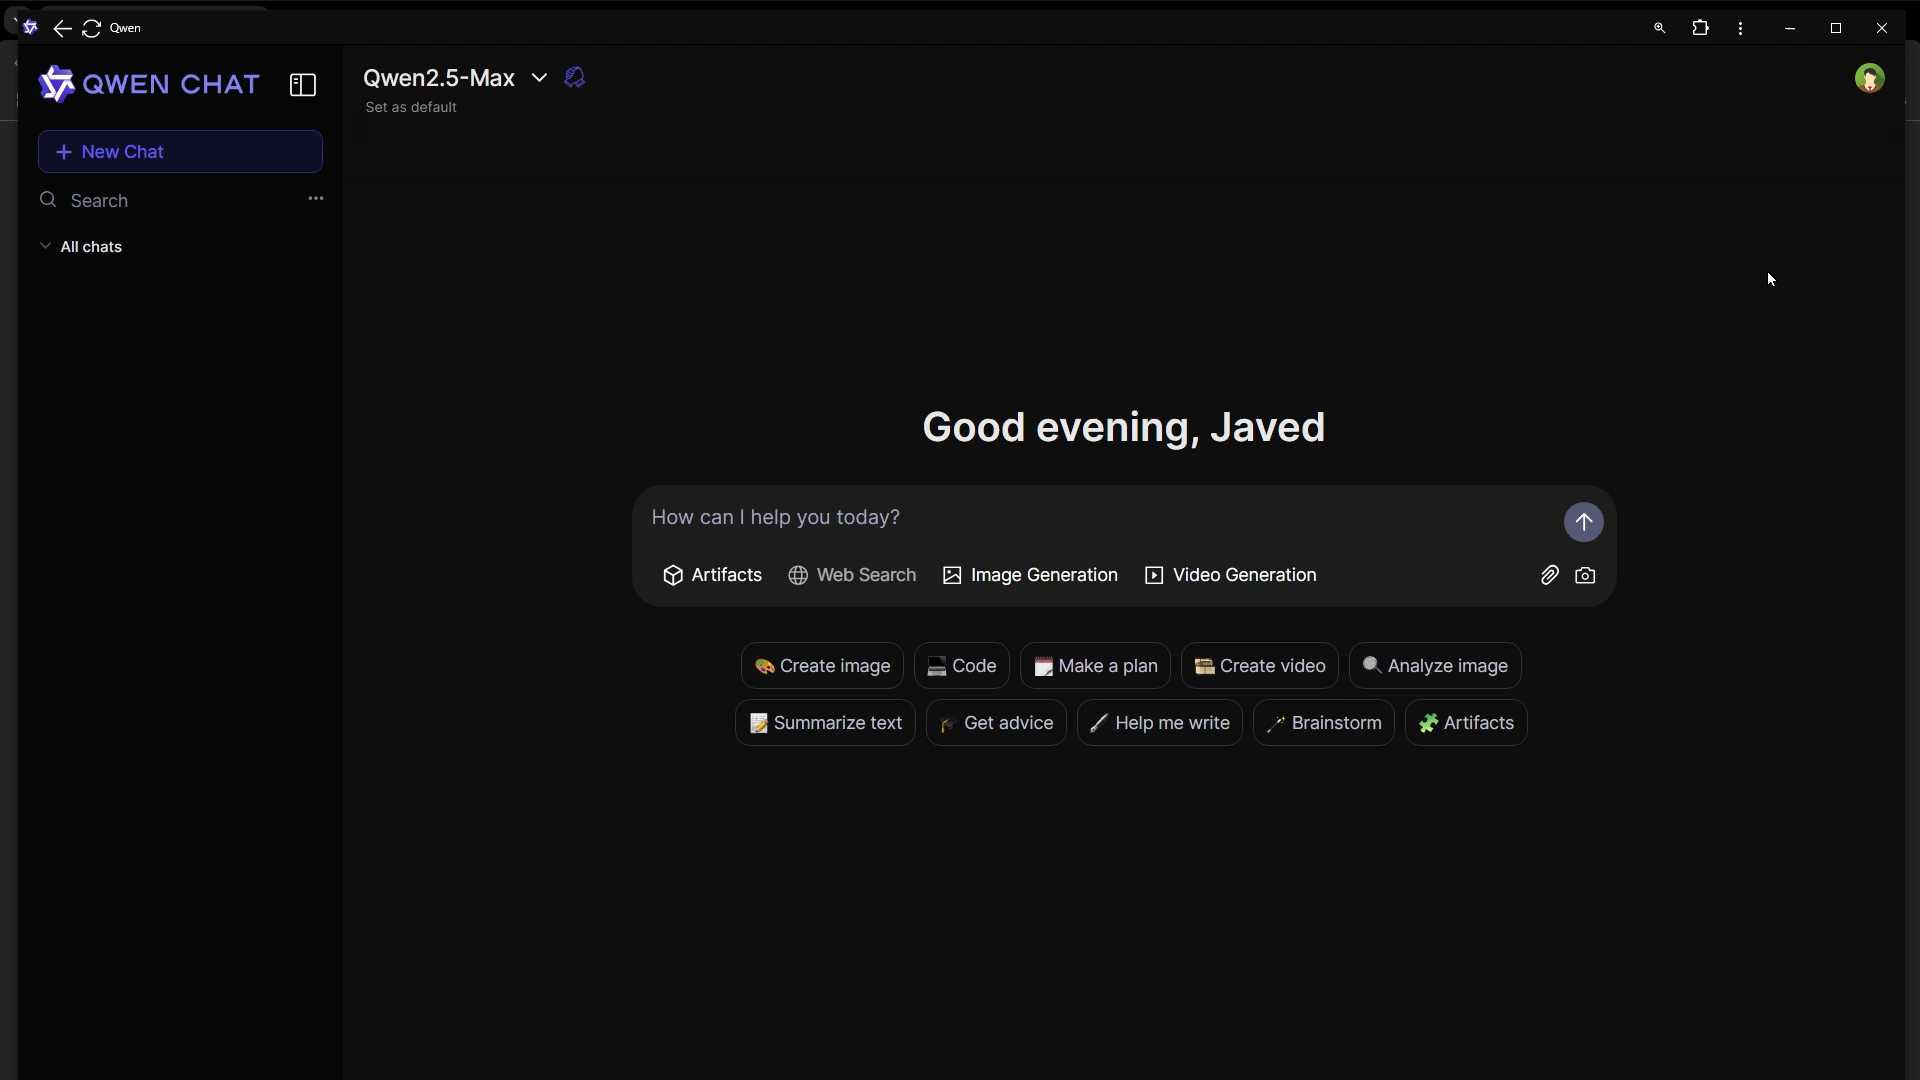 Qwen
QWEN CHAT
New Chat
Search
All chats
Qwen2.5-Max
Set as default
Good evening, Javed
How can I help you today?
Artifacts
Web Search
Image Generation
Video Generation
Create image
Code
Make a plan
Create video
Analyze image
Summarize text
Get advice
Help me write
Brainstorm
Artifacts